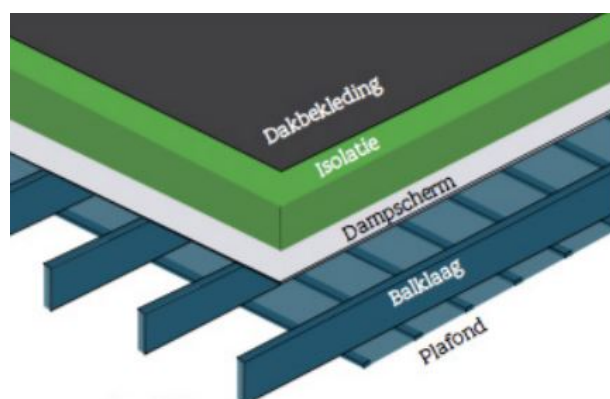 Dakbekleding
Isolatie
Dampscherm
Balklaag
Plafond